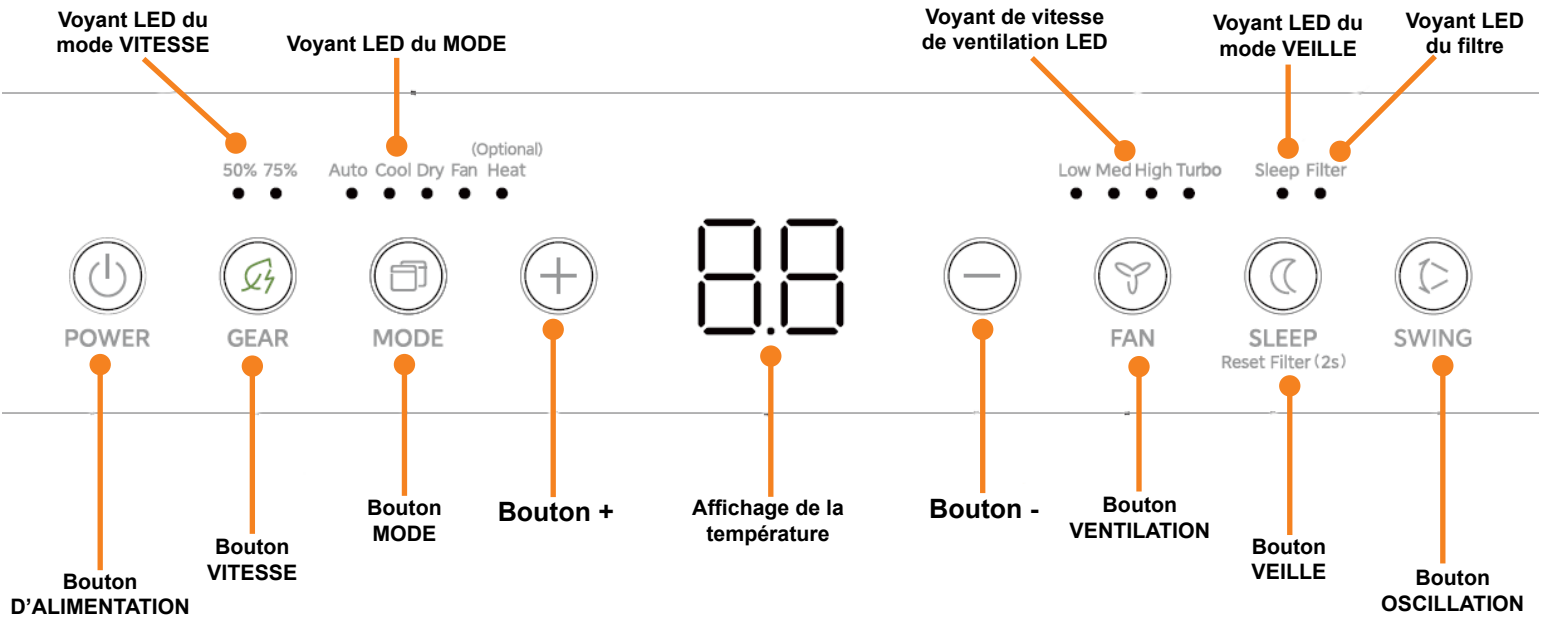 Voyant LED du
mode VITESSE
Voyant LED du MODE
Voyant de vitesse
de ventilation LED
Voyant LED du
mode VEILLE
Voyant LED
du filtre
50% 75%
(Optional)
Auto Cool Dry Fan Heat
Low Med High Turbo
Sleep Filter
8.8
POWER
GEAR
MODE
FAN
SLEEP
Reset Filter (2s)
SWING
Bouton
D'ALIMENTATION
Bouton
VITESSE
Bouton
MODE
Bouton +
Affichage de la
température
Bouton -
Bouton
VENTILATION
Bouton
VEILLE
Bouton
OSCILLATION